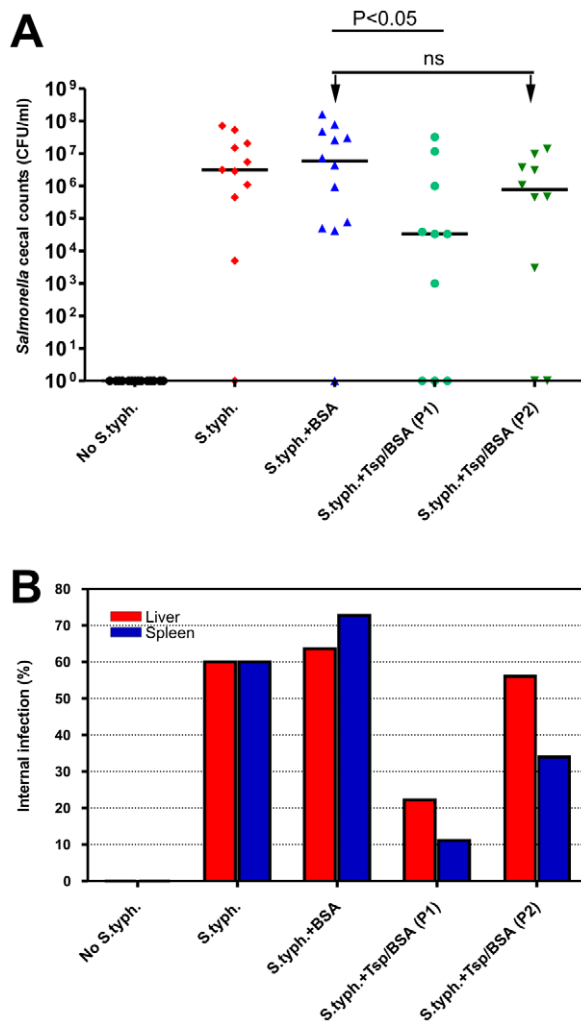 A
P<0.05
ns
Salmonella cecal counts (CFU/ml)
10⁹
10⁸
10⁷
10⁶
10⁵
10⁴
10³
10²
10¹
10⁰
No S.typh.
S.typh.
S.typh.+BSA
S.typh.+Tsp/BSA (P1)
S.typh.+Tsp/BSA (P2)
B
Internal infection (%)
80
70
60
50
40
30
20
10
0
Liver
Spleen
No S.typh.
S.typh.
S.typh.+BSA
S.typh.+Tsp/BSA (P1)
S.typh.+Tsp/BSA (P2)